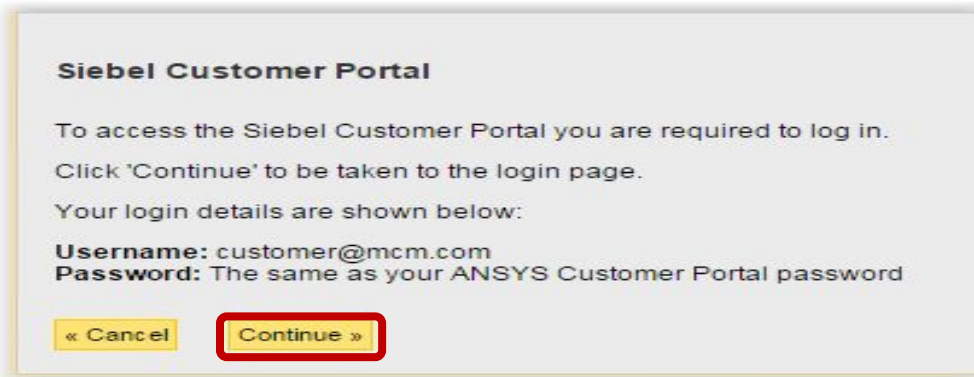 Siebel Customer Portal
To access the Siebel Customer Portal you are required to log in.
Click 'Continue' to be taken to the login page.
Your login details are shown below:
Username: customer@mcm.com
Password: The same as your ANSYS Customer Portal password
« Cancel Continue »